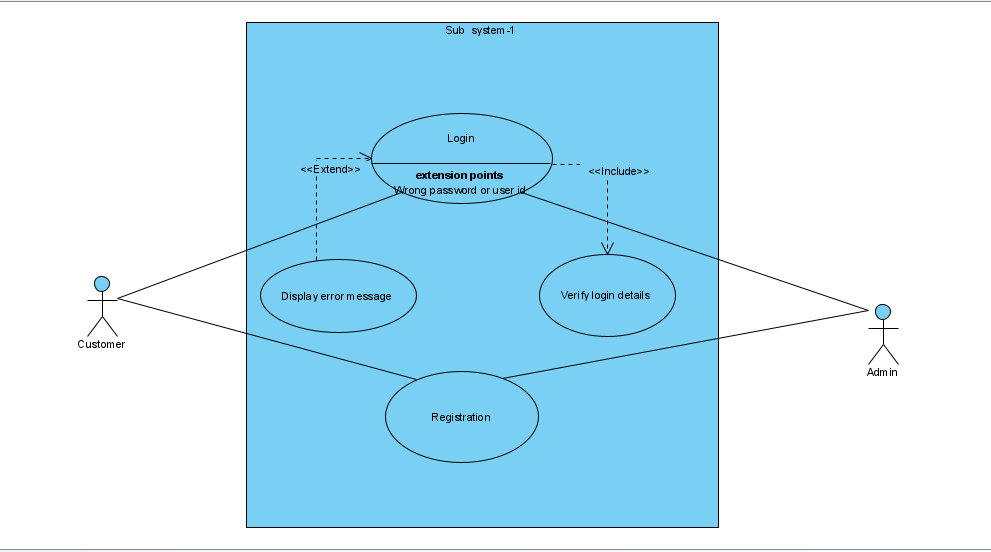 Sub system-1
Login
<<Extend>>
<<Include>>
extension points
Wrong password or user id
Display error message
Verify login details
Customer
Admin
Registration